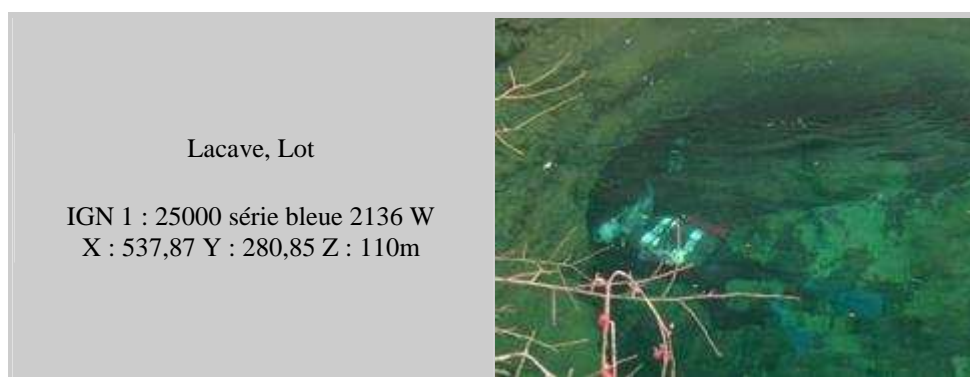 Lacave, Lot
IGN 1 : 25000 série bleue 2136 W
X : 537,87 Y : 280,85 Z : 110m